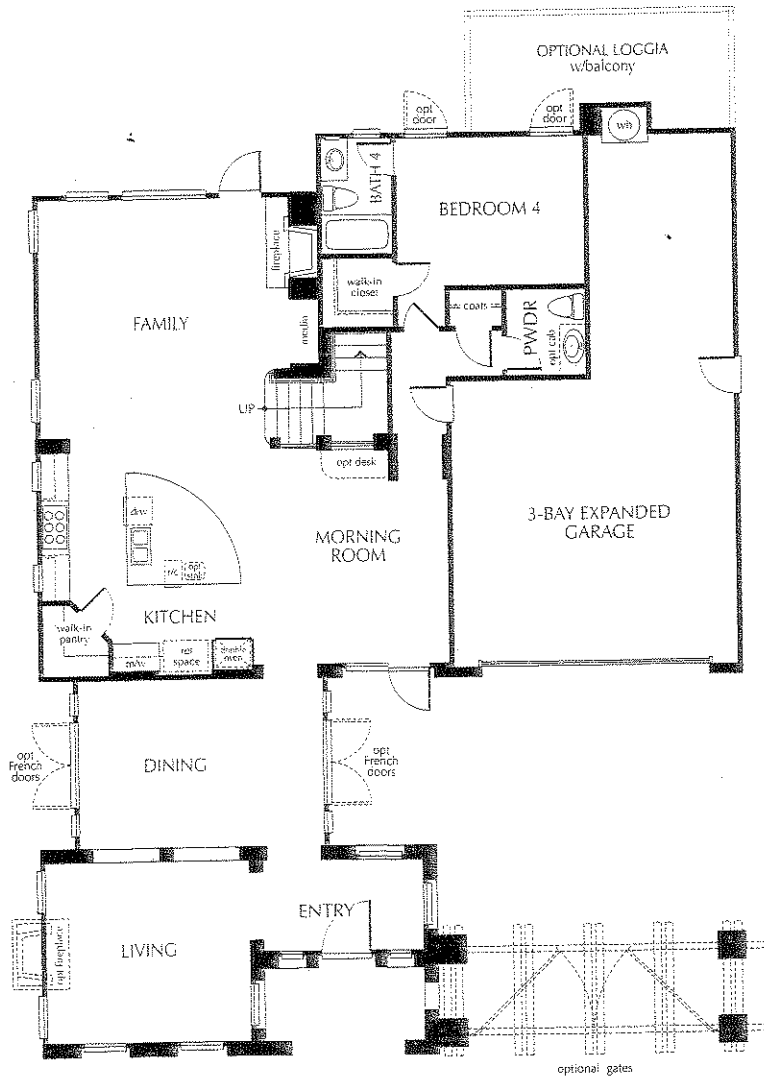 OPTIONAL LOGGIA
w/balcony
opt
door
opt
door
wh
BATH 4
BEDROOM 4
fireplace
walk-in
closet
coats
PWDR
opt cab
FAMILY
media
UP
opt desk
d/w
3-BAY EXPANDED
GARAGE
MORNING
ROOM
opt
sink
KITCHEN
walk-in
pantry
m/w
ref
space
double
oven
opt
French
doors
DINING
opt
French
doors
ENTRY
LIVING
opt fireplace
optional gates